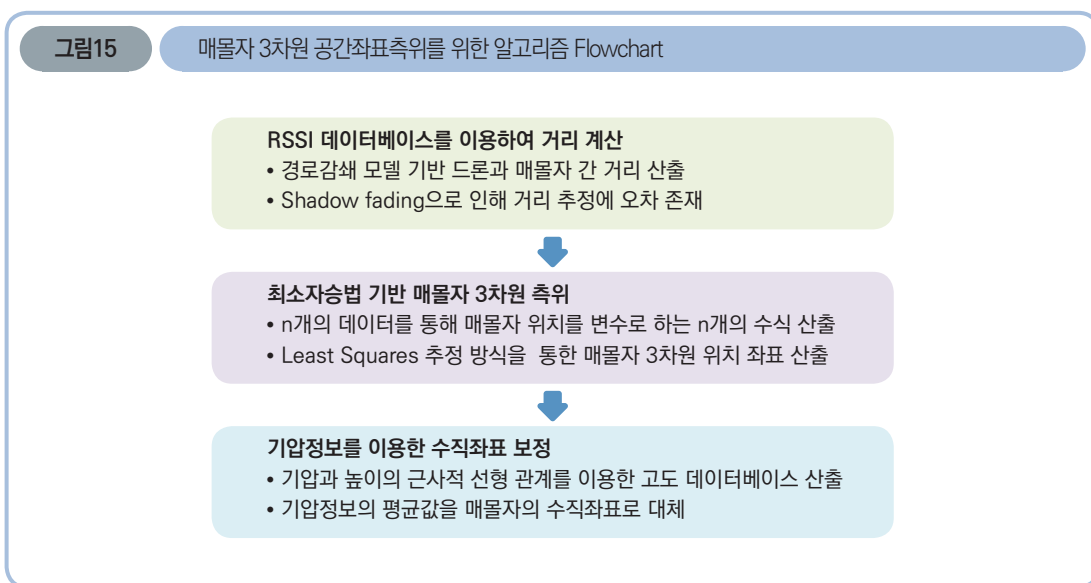 그림15
매몰자 3차원 공간좌표측위를 위한 알고리즘 Flowchart
RSSI 데이터베이스를 이용하여 거리 계산
• 경로감쇄 모델 기반 드론과 매몰자 간 거리 산출
• Shadow fading으로 인해 거리 추정에 오차 존재
최소자승법 기반 매몰자 3차원 측위
• n개의 데이터를 통해 매몰자 위치를 변수로 하는 n개의 수식 산출
• Least Squares 추정 방식을 통한 매몰자 3차원 위치 좌표 산출
기압정보를 이용한 수직좌표 보정
• 기압과 높이의 근사적 선형 관계를 이용한 고도 데이터베이스 산출
• 기압정보의 평균값을 매몰자의 수직좌표로 대체